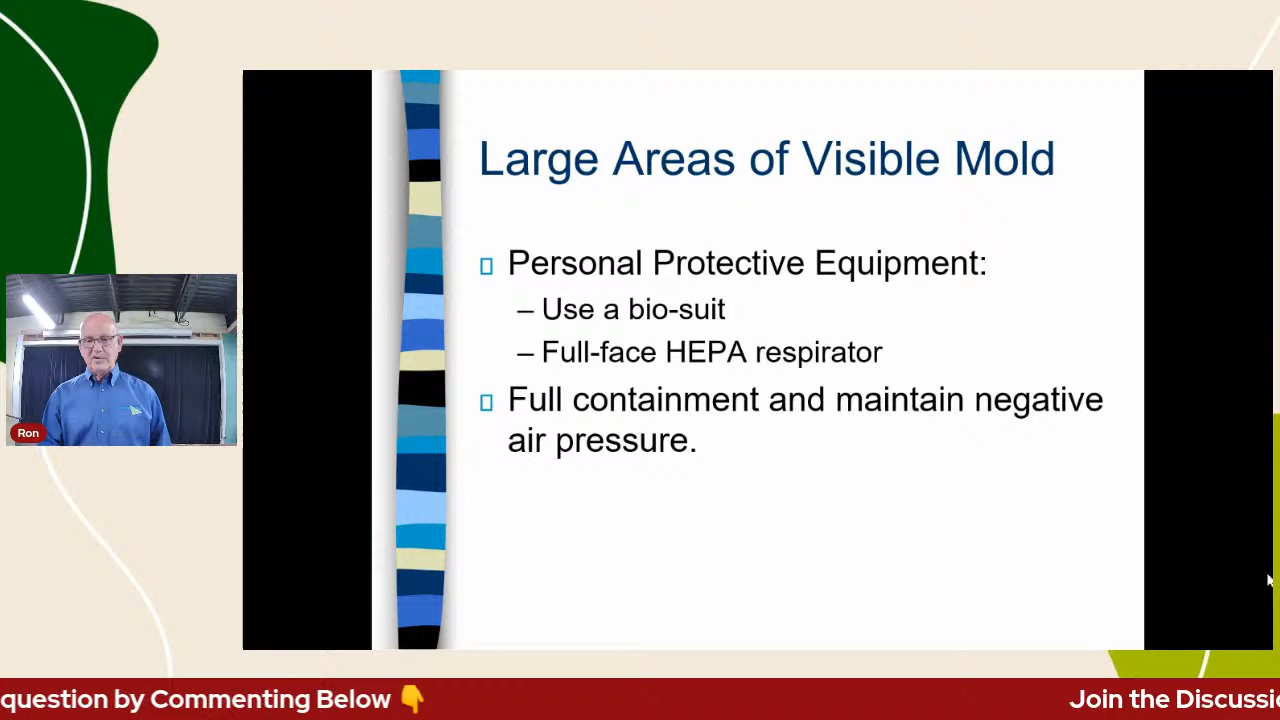 Large Areas of Visible Mold
Personal Protective Equipment:
– Use a bio-suit
– Full-face HEPA respirator
Full containment and maintain negative
air pressure.
Ron
question by Commenting Below 👇
Join the Discussi